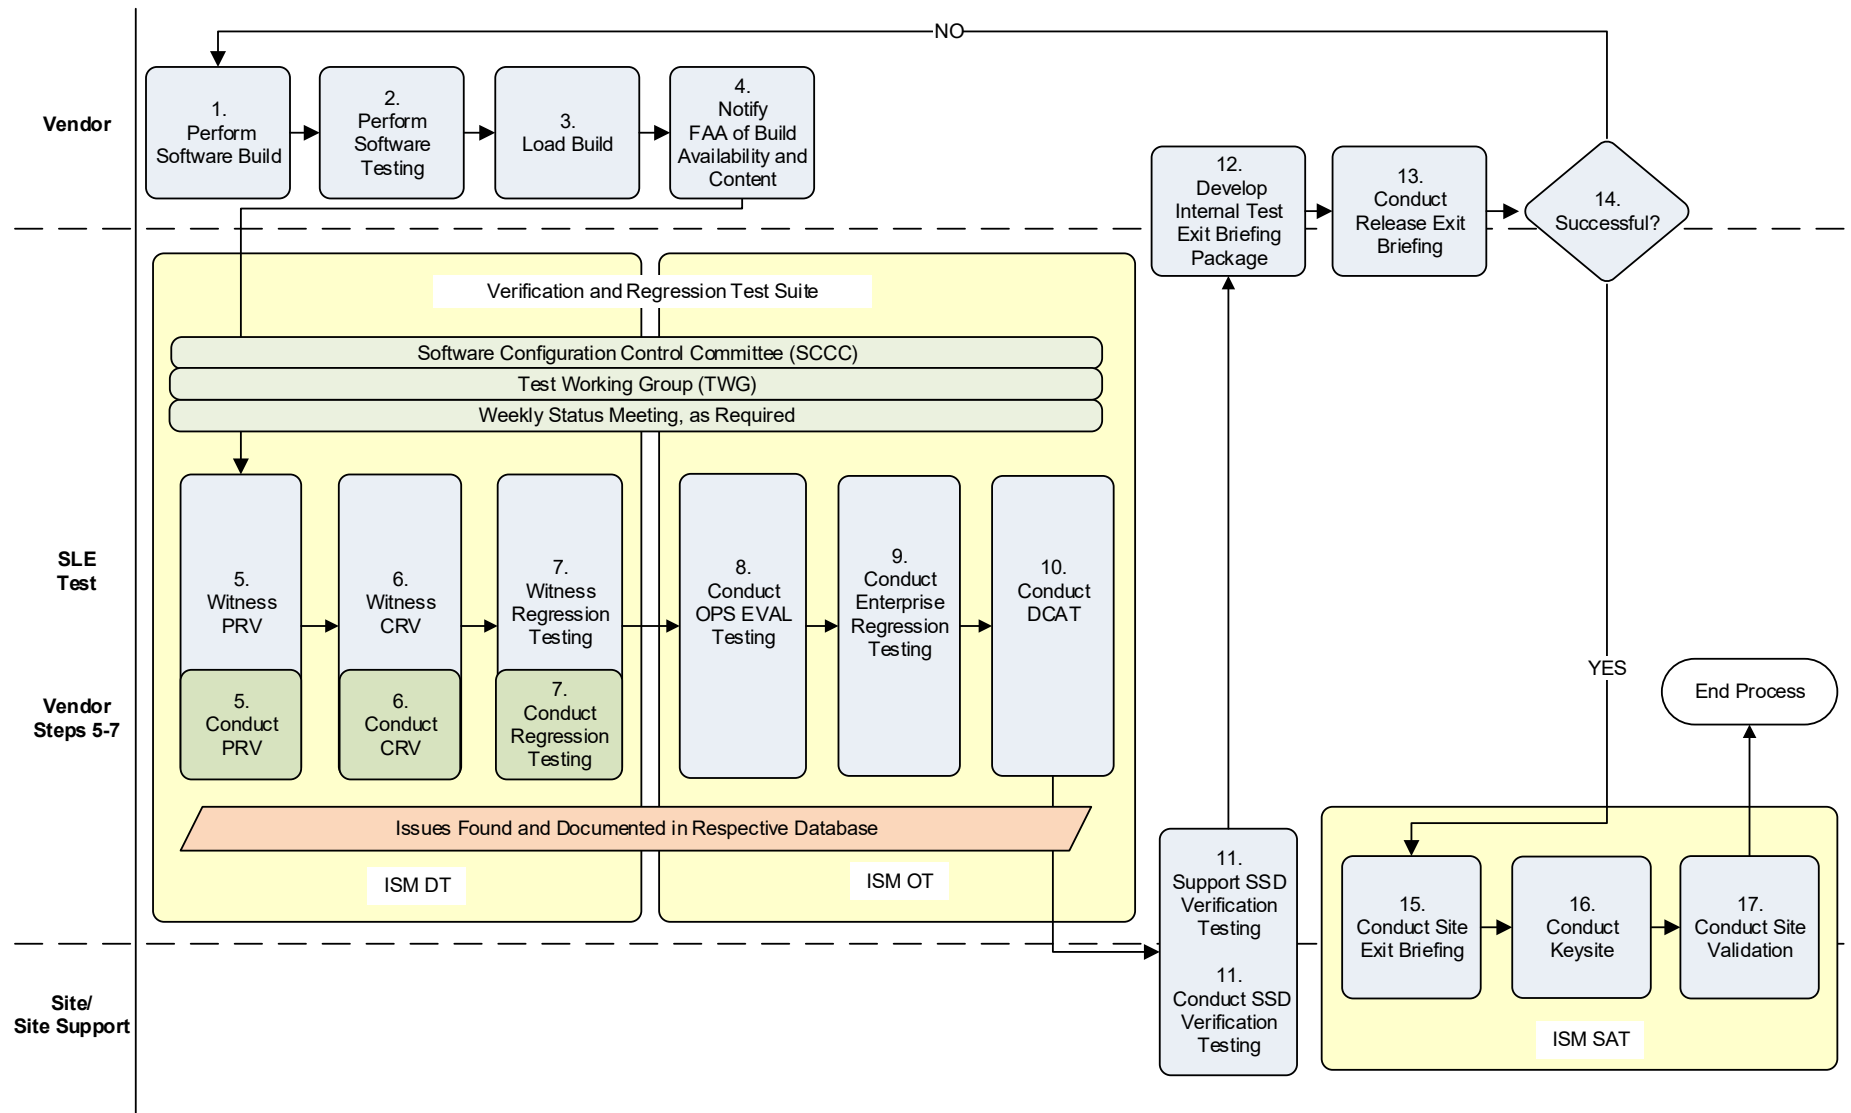 NO
Vendor
1.
Perform
Software Build
2.
Perform
Software
Testing
3.
Load Build
4.
Notify
FAA of Build
Availability and
Content
12.
Develop
Internal Test
Exit Briefing
Package
13.
Conduct
Release Exit
Briefing
14.
Successful?
Verification and Regression Test Suite
Software Configuration Control Committee (SCCC)
Test Working Group (TWG)
Weekly Status Meeting, as Required
SLE
Test
5.
Witness
PRV
6.
Witness
CRV
7.
Witness
Regression
Testing
8.
Conduct
OPS EVAL
Testing
9.
Conduct
Enterprise
Regression
Testing
10.
Conduct
DCAT
YES
Vendor
Steps 5-7
5.
Conduct
PRV
6.
Conduct
CRV
7.
Conduct
Regression
Testing
End Process
Issues Found and Documented in Respective Database
ISM DT
ISM OT
11.
Support SSD
Verification
Testing
11.
Conduct SSD
Verification
Testing
15.
Conduct Site
Exit Briefing
16.
Conduct
Keysite
17.
Conduct Site
Validation
Site/
Site Support
ISM SAT